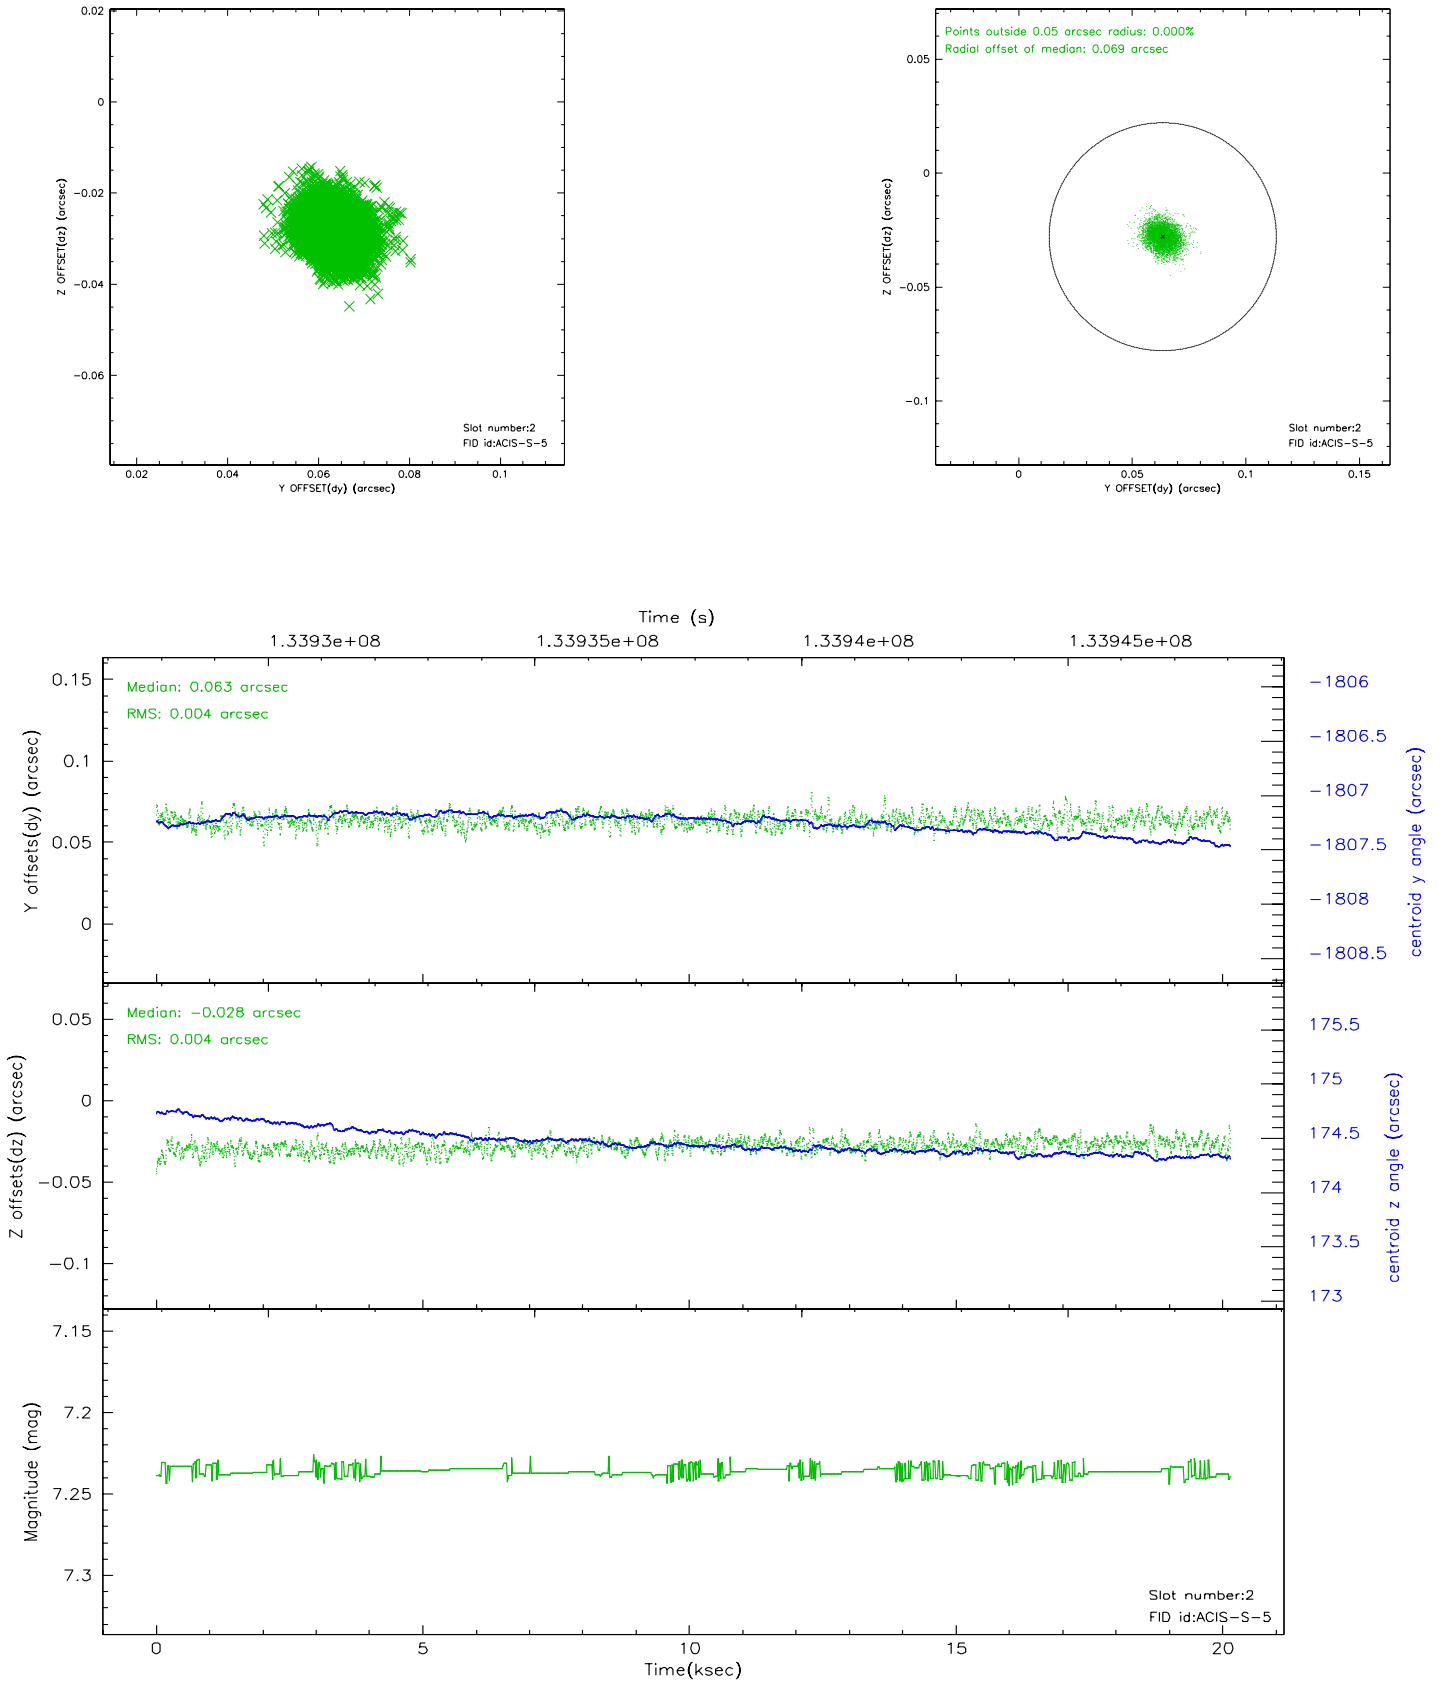 0.02
0
−0.02
−0.04
−0.06
Z OFFSET(dz) (arcsec)
Slot number:2
FID id:ACIS−S−5
0.02 0.04 0.06 0.08 0.1
Y OFFSET(dy) (arcsec)
Points outside 0.05 arcsec radius: 0.000%
Radial offset of median: 0.069 arcsec
0.05
0
−0.05
−0.1
Z OFFSET(dz) (arcsec)
Slot number:2
FID id:ACIS−S−5
0 0.05 0.1 0.15
Y OFFSET(dy) (arcsec)
Time (s)
1.3393e+08 1.33935e+08 1.3394e+08 1.33945e+08
Median: 0.063 arcsec
RMS: 0.004 arcsec
0.15
0.1
0.05
0
Y offsets(dy) (arcsec)
−1806
−1806.5
−1807
−1807.5
−1808
−1808.5
centroid y angle (arcsec)
Median: −0.028 arcsec
RMS: 0.004 arcsec
0.05
0
−0.05
−0.1
Z offsets(dz) (arcsec)
175.5
175
174.5
174
173.5
173
centroid z angle (arcsec)
7.15
7.2
7.25
7.3
Magnitude (mag)
Slot number:2
FID id:ACIS−S−5
0 5 10 15 20
Time(ksec)